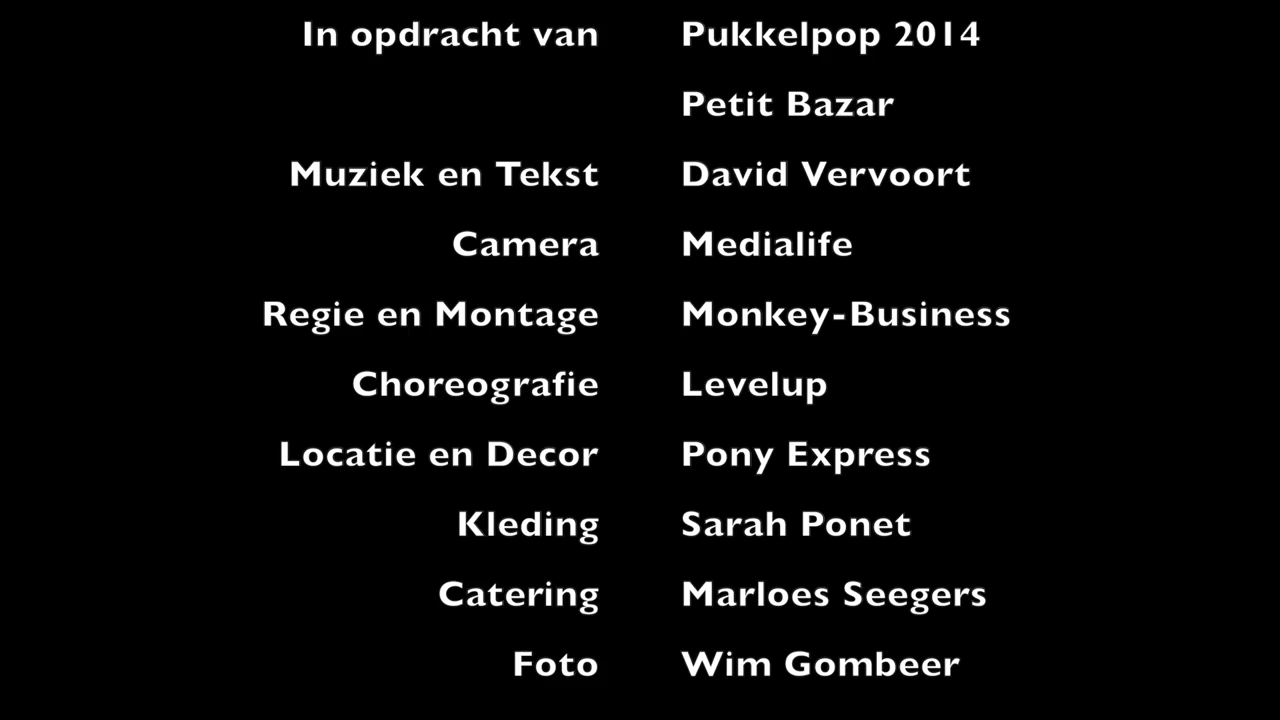 In opdracht van Pukkelpop 2014
Petit Bazar
Muziek en Tekst David Vervoort
Camera Medialife
Regie en Montage Monkey-Business
Choreografie Levelup
Locatie en Decor Pony Express
Kleding Sarah Ponet
Catering Marloes Seegers
Foto Wim Gombeer